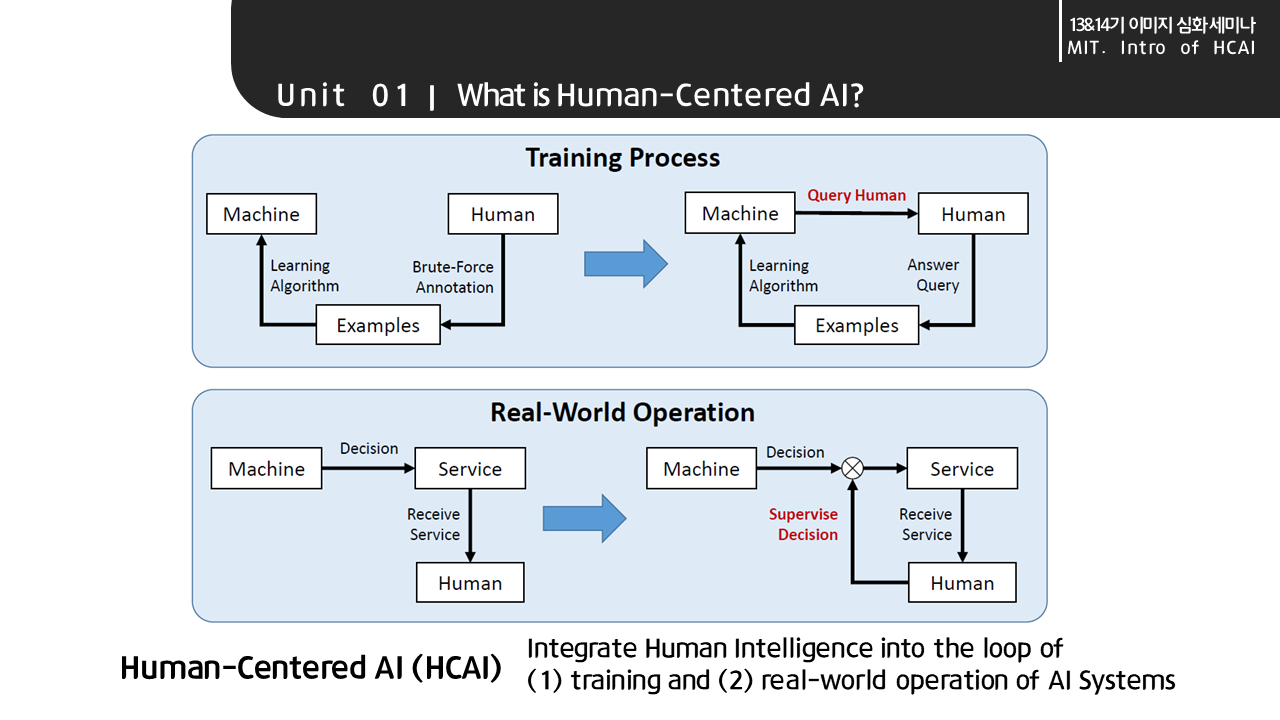 13&14기 이미지 심화세미나
MIT. Intro of HCAI
Unit 01 | What is Human-Centered AI?
Training Process
Machine
Human
Learning
Algorithm
Brute-Force
Annotation
Examples
Machine
Query Human
Human
Learning
Algorithm
Answer
Query
Examples
Real-World Operation
Machine
Decision
Service
Receive
Service
Human
Machine
Decision
Service
Supervise
Decision
Receive
Service
Human
Human-Centered AI (HCAI)
Integrate Human Intelligence into the loop of
(1) training and (2) real-world operation of AI Systems